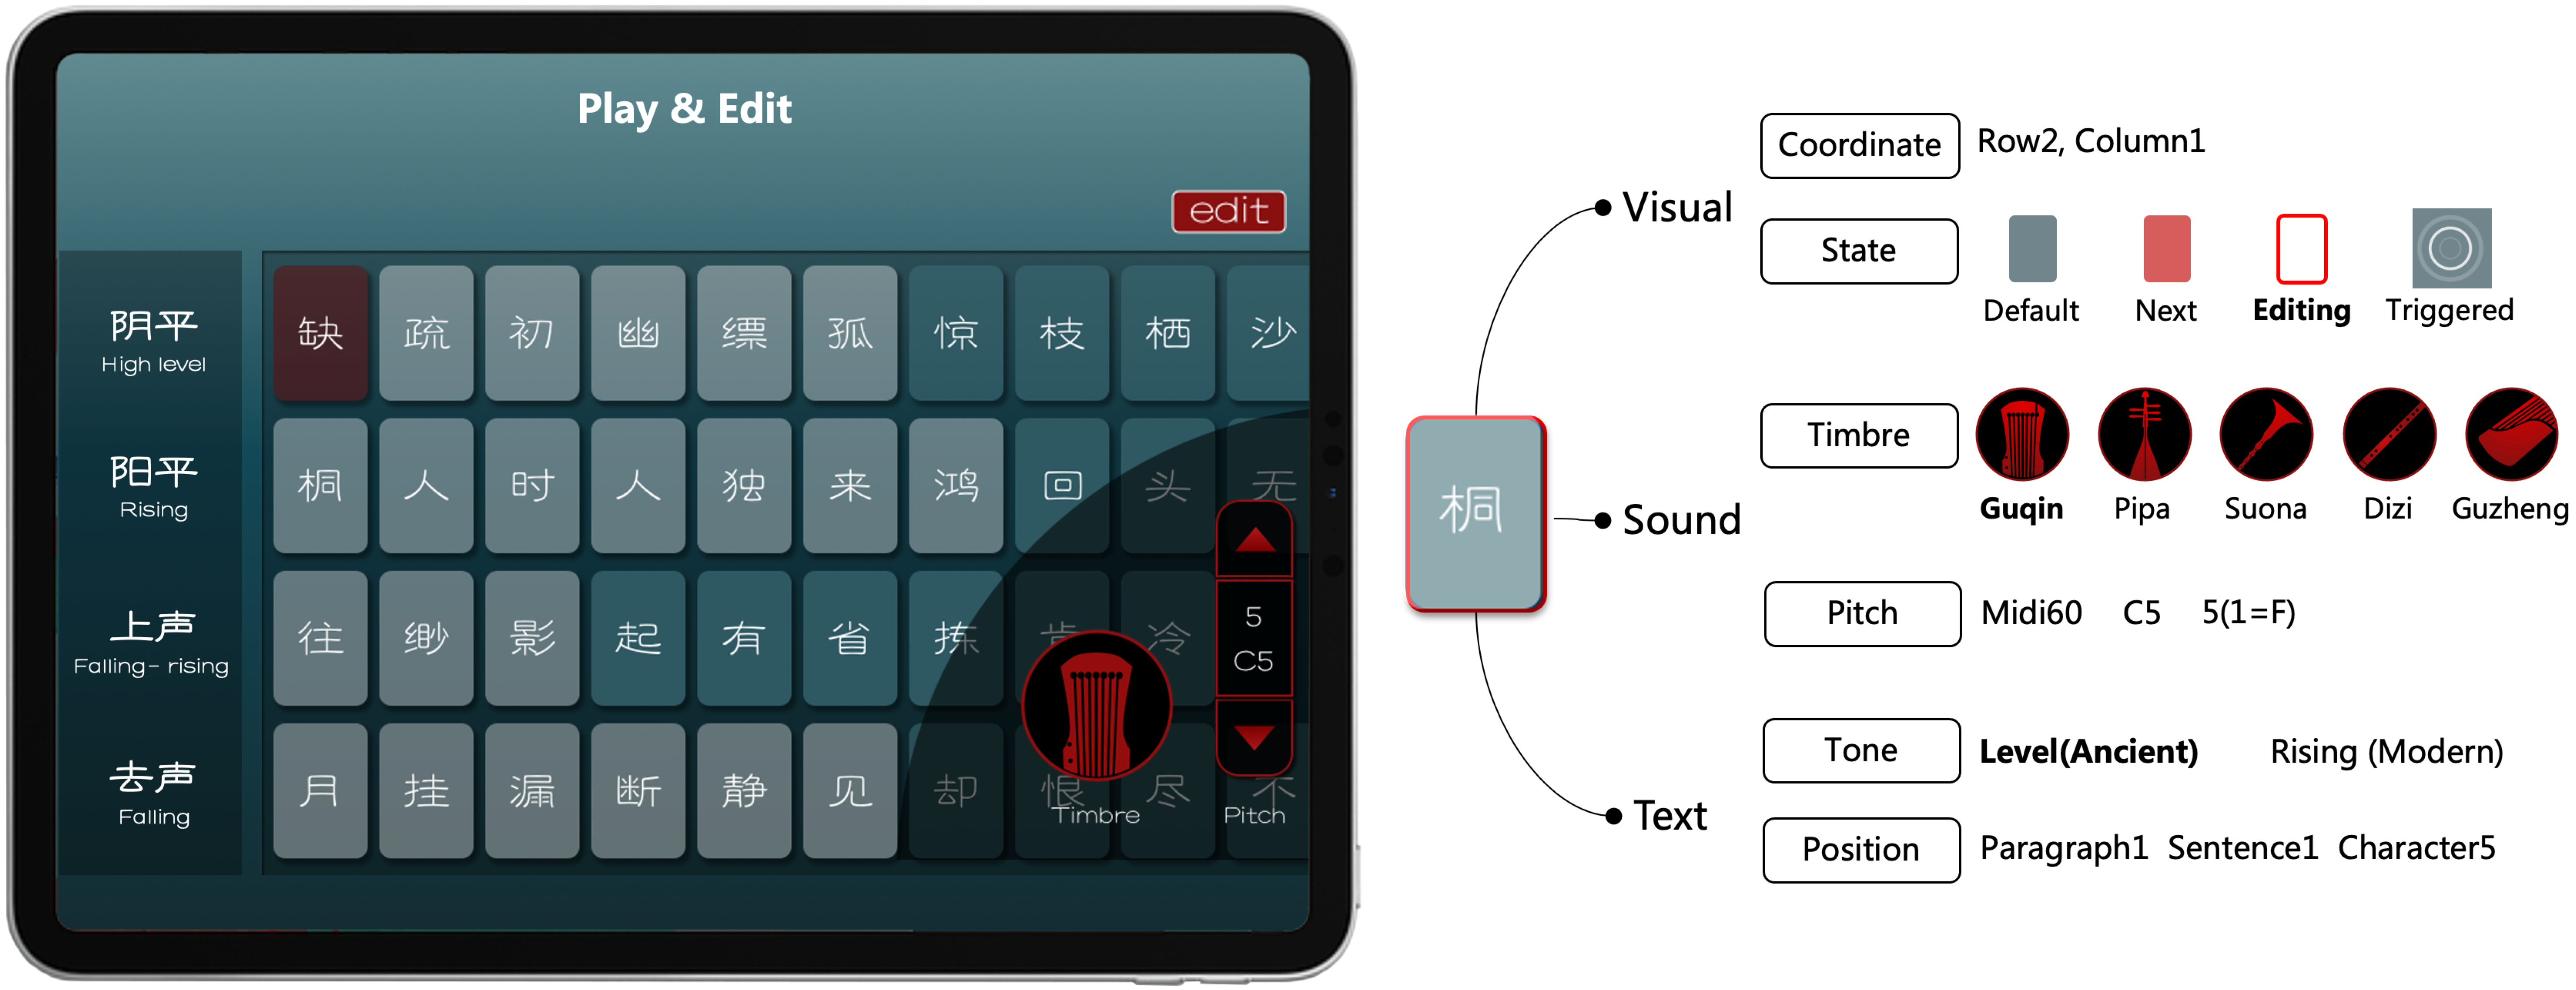 Play & Edit
edit
阴平
High level
缺 疏 初 幽 缥 孤 惊 枝 栖 沙
阳平
Rising
桐 人 时 人 独 来 鸿 回 头 无
上声
Falling- rising
往 缈 影 起 有 省 拣 肯 冷
去声
Falling
月 挂 漏 断 静 见 却 恨 尽 不
5
C5
Timbre
Pitch
桐
Visual
Coordinate
Row2, Column1
State
Default
Next
Editing
Triggered
Sound
Timbre
Guqin
Pipa
Suona
Dizi
Guzheng
Pitch
Midi60 C5 5(1=F)
Text
Tone
Level(Ancient) Rising (Modern)
Position
Paragraph1 Sentence1 Character5